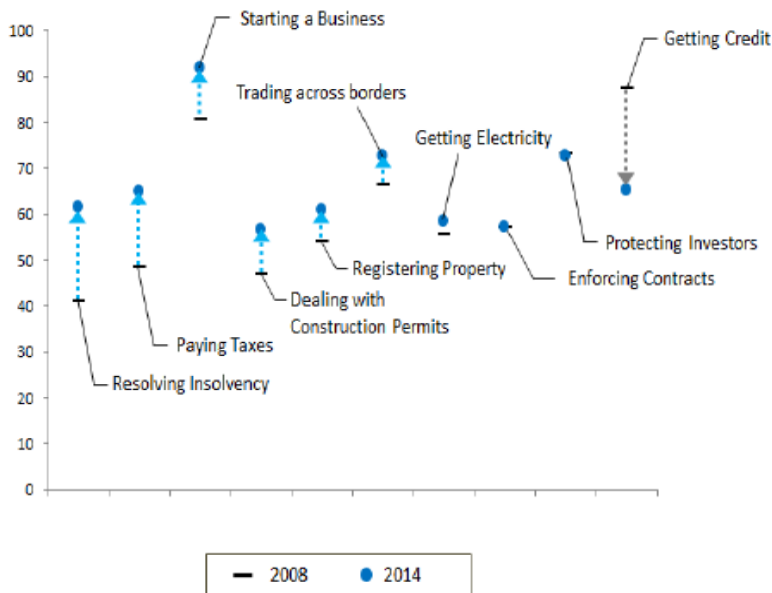 Starting a Business
Getting Credit
Trading across borders
Getting Electricity
Protecting Investors
Enforcing Contracts
Registering Property
Dealing with
Construction Permits
Paying Taxes
Resolving Insolvency
100
90
80
70
60
50
40
30
20
10
0
2008
2014